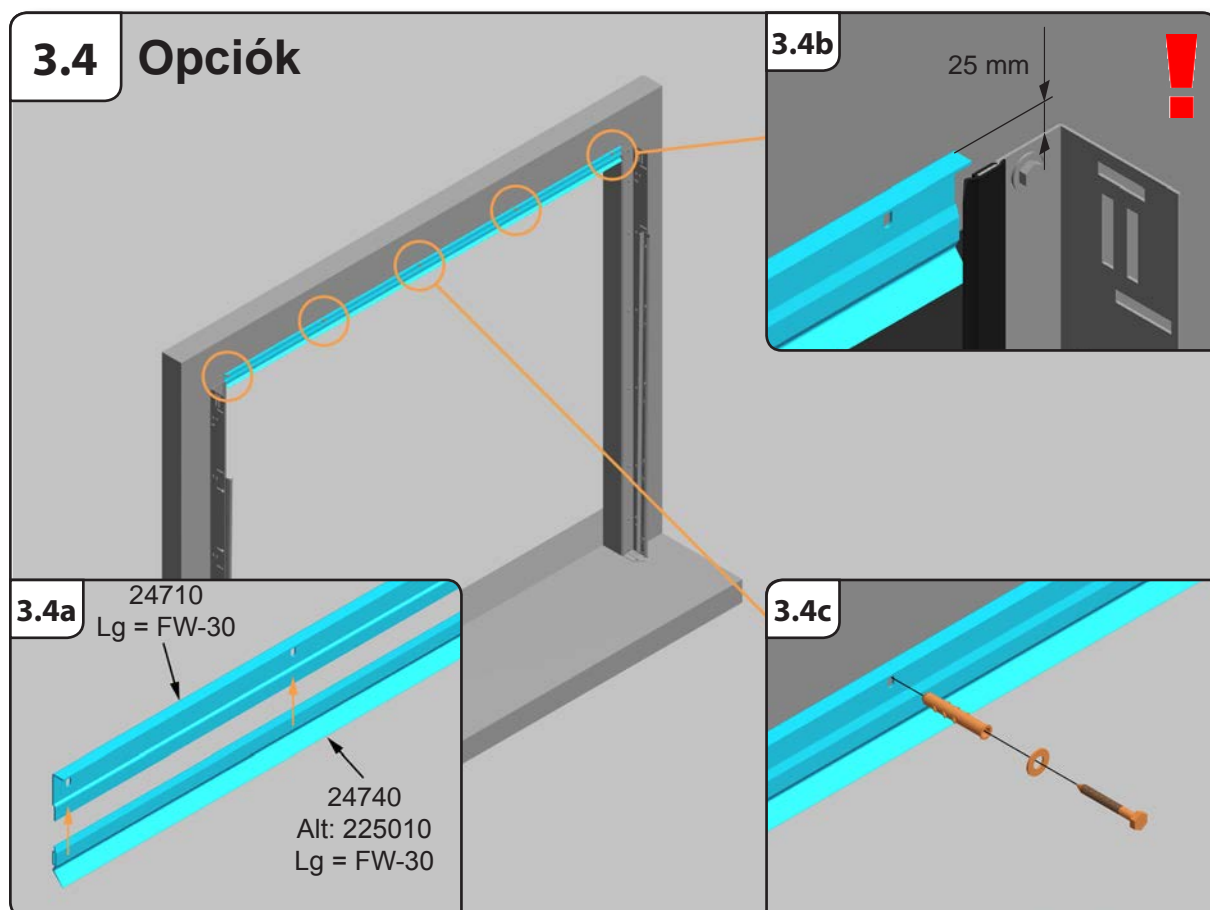 3.4 Opciók
3.4b
25 mm
3.4a
24710
Lg = FW-30
24740
Alt: 225010
Lg = FW-30
3.4c